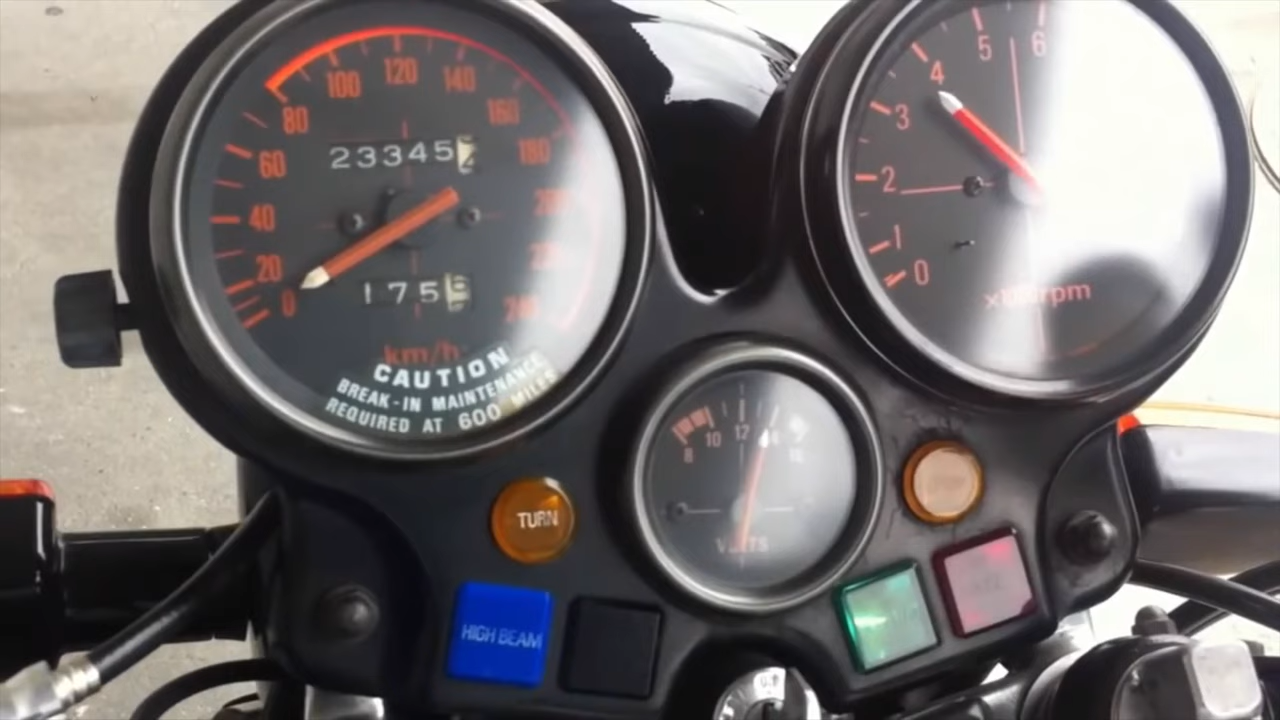 80 100 120 140 160
60 180
40
20
0
23345
175
km/h
CAUTION
BREAK-IN MAINTENANCE
REQUIRED AT 600 MILES
0 1 2 3 4 5 6
rpm
8 10 12 14 16
VOLTS
TURN
HIGH BEAM